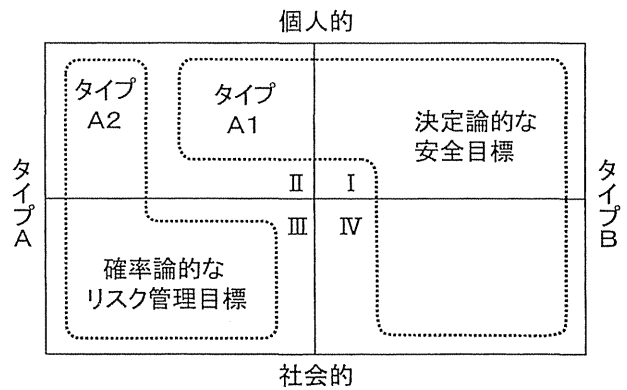 個人的
タイプ
A2
タイプ
A1
決定論的な
安全目標
タイプA
Ⅱ
Ⅰ
タイプB
Ⅲ
Ⅳ
確率論的な
リスク管理目標
社会的